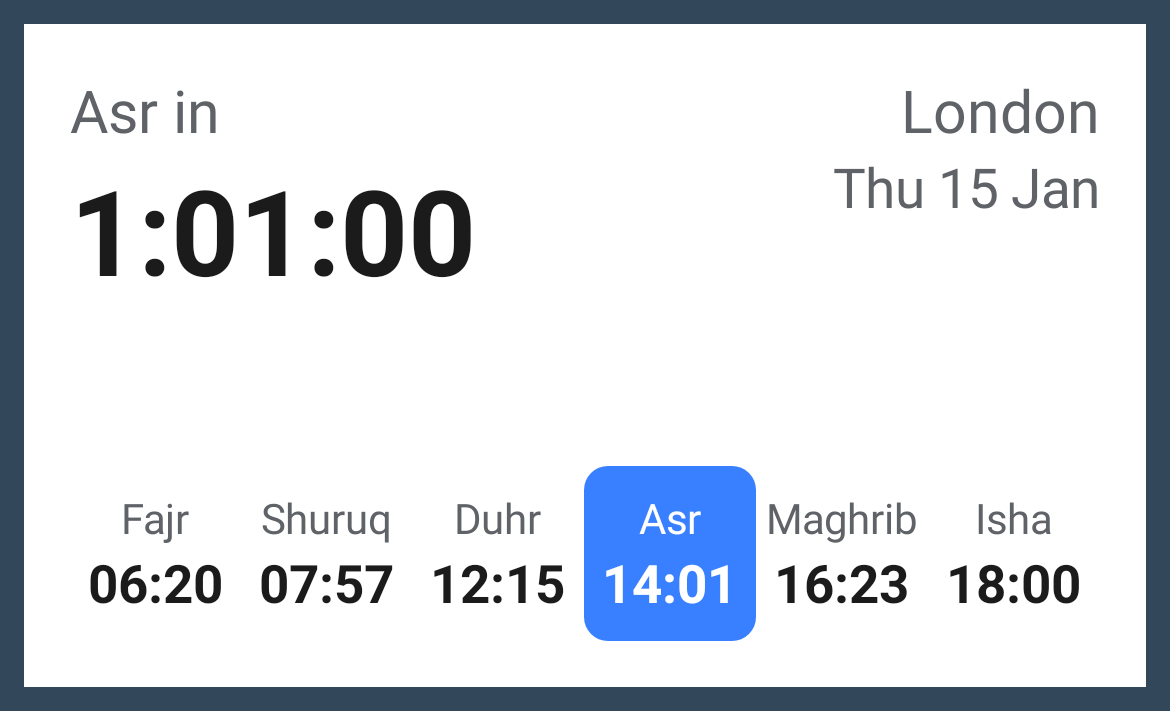 Asr in
1:01:00
London
Thu 15 Jan
Fajr Shuruq Duhr Asr Maghrib Isha
06:20 07:57 12:15 14:01 16:23 18:00